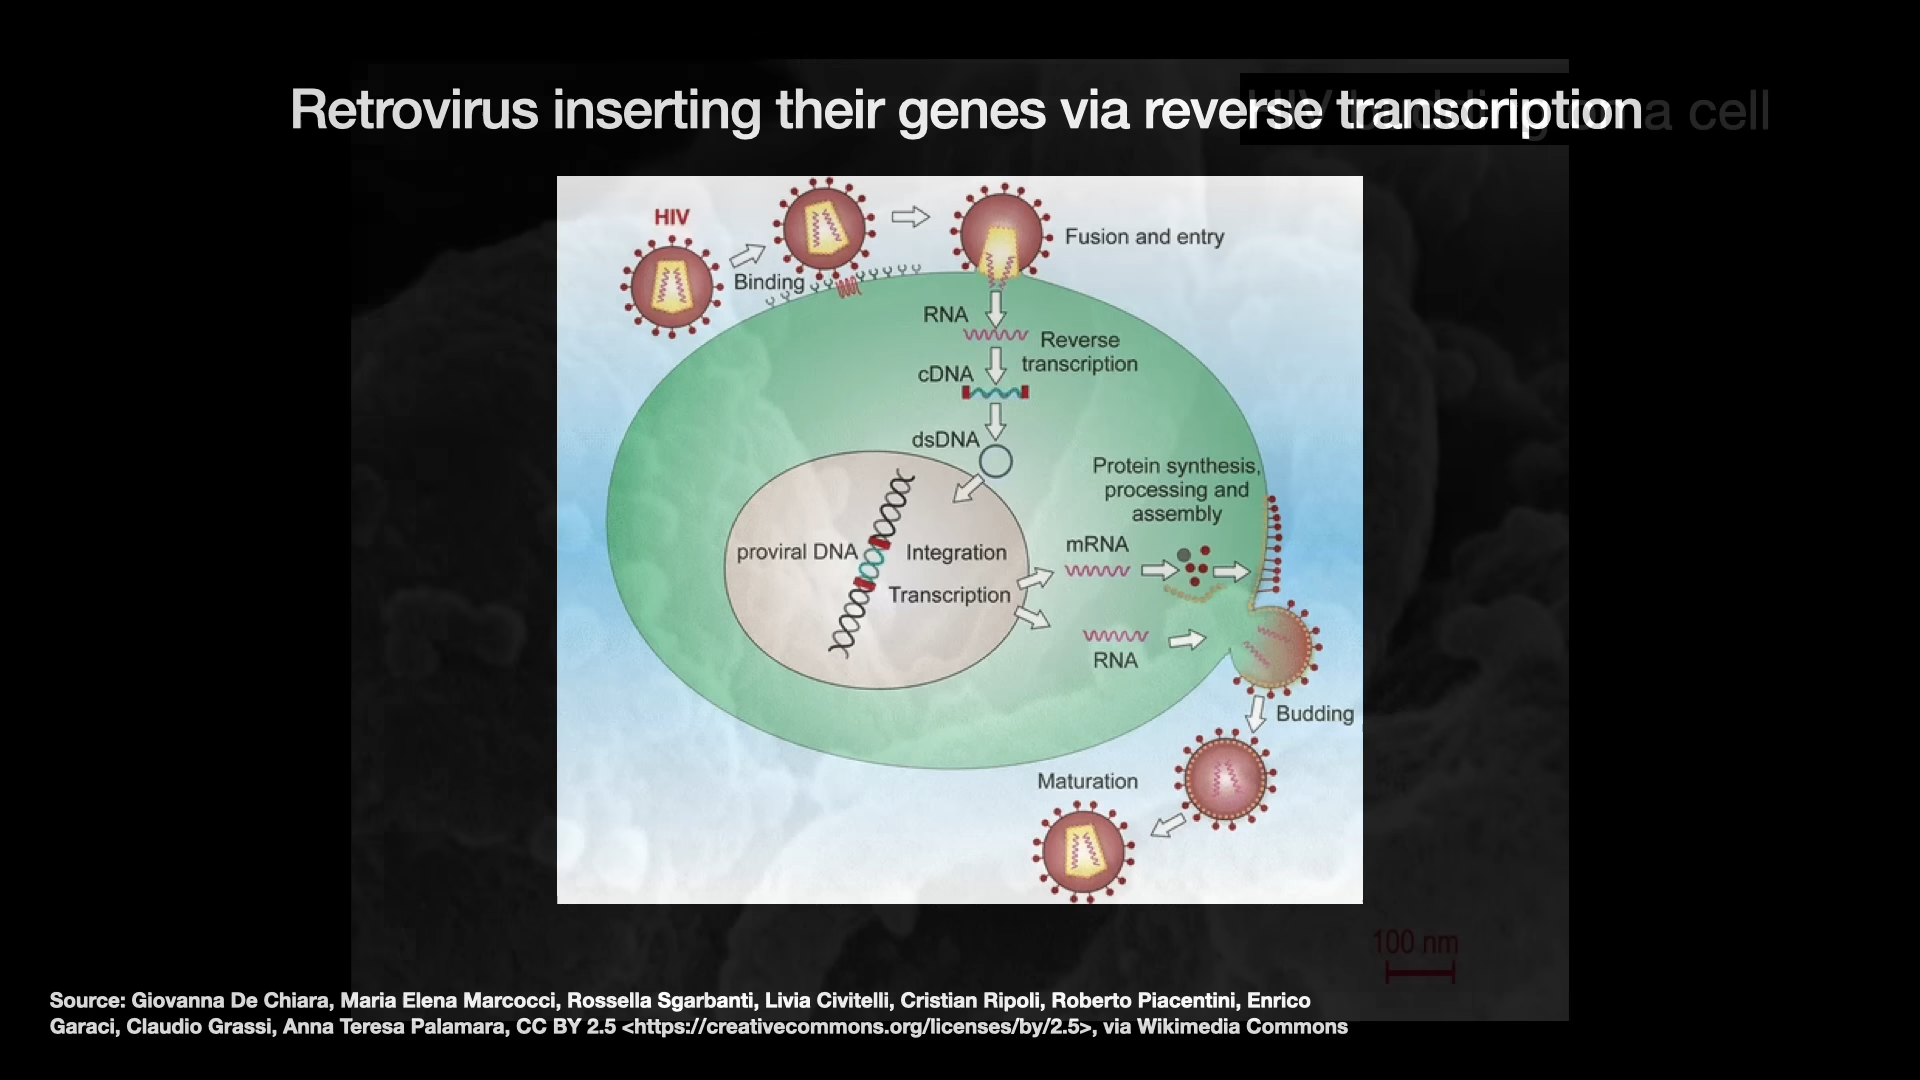 Retrovirus inserting their genes via reverse transcription
a cell
HIV
Binding
Fusion and entry
RNA
Reverse
transcription
cDNA
dsDNA
Protein synthesis,
processing and
assembly
proviral DNA
Integration
mRNA
Transcription
RNA
Budding
Maturation
100 nm
Source: Giovanna De Chiara, Maria Elena Marcocci, Rossella Sgarbanti, Livia Civitelli, Cristian Ripoli, Roberto Piacentini, Enrico
Garaci, Claudio Grassi, Anna Teresa Palamara, CC BY 2.5 <https://creativecommons.org/licenses/by/2.5>, via Wikimedia Commons